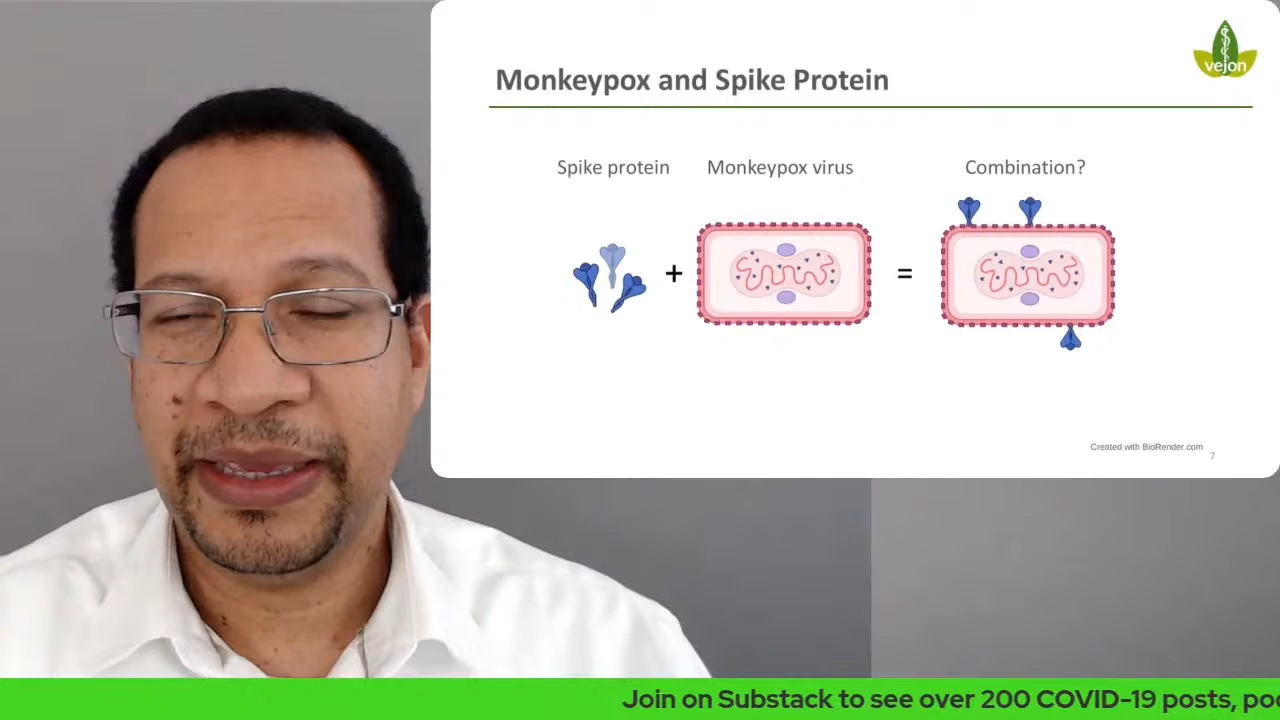 vejon
Monkeypox and Spike Protein
Spike protein
Monkeypox virus
Combination?
+
=
Created with BioRender.com
7
Join on Substack to see over 200 COVID-19 posts, poo